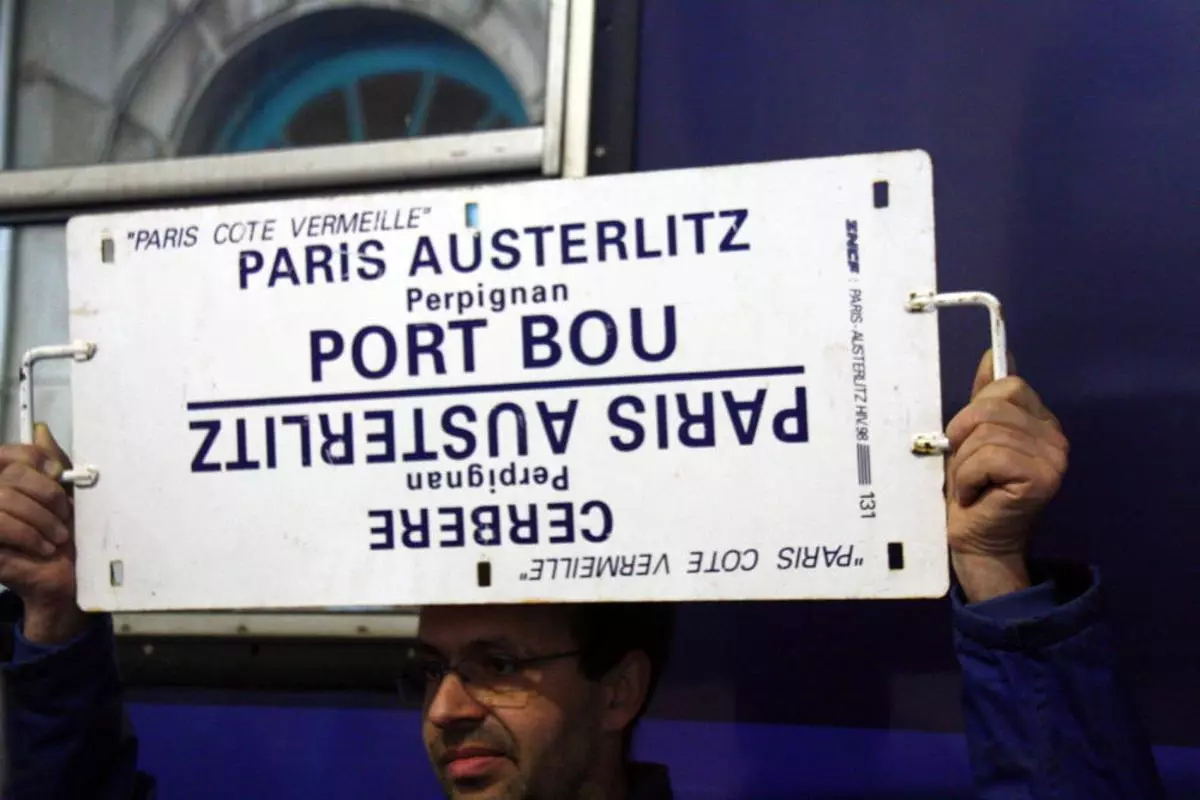 "PARIS COTE VERMEILLE"
PARIS AUSTERLITZ
Perpignan
PORT BOU
PARIS AUSTERLITZ
Perpignan
CERBERE
"PARIS COTE VERMEILLE"
SNCF : PARIS-AUSTERLITZ HIV.98 131